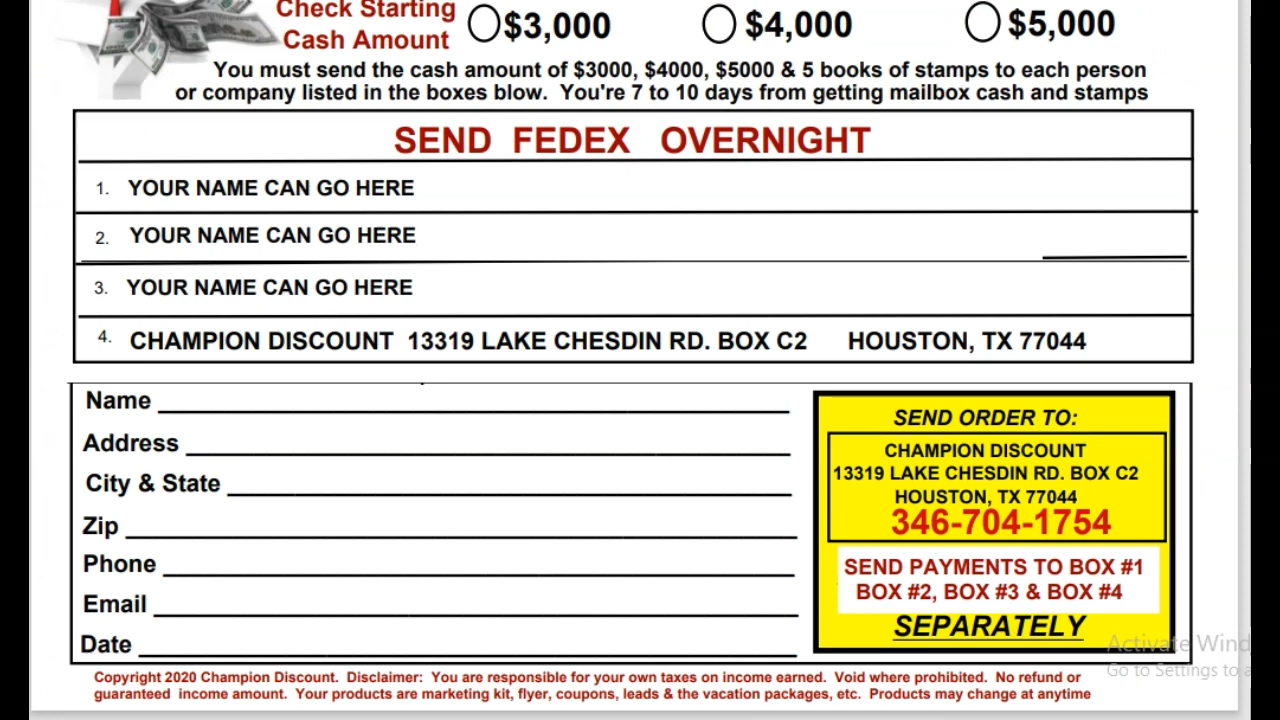 Check Starting
Cash Amount
$3,000
$4,000
$5,000
You must send the cash amount of $3000, $4000, $5000 & 5 books of stamps to each person
or company listed in the boxes blow. You're 7 to 10 days from getting mailbox cash and stamps
SEND FEDEX OVERNIGHT
1. YOUR NAME CAN GO HERE
2. YOUR NAME CAN GO HERE
3. YOUR NAME CAN GO HERE
4. CHAMPION DISCOUNT 13319 LAKE CHESDIN RD. BOX C2 HOUSTON, TX 77044
Name
Address
City & State
Zip
Phone
Email
Date
SEND ORDER TO:
CHAMPION DISCOUNT
13319 LAKE CHESDIN RD. BOX C2
HOUSTON, TX 77044
346-704-1754
SEND PAYMENTS TO BOX #1
BOX #2, BOX #3 & BOX #4
SEPARATELY
Activate Wind
Go to Settings to a
Copyright 2020 Champion Discount. Disclaimer: You are responsible for your own taxes on income earned. Void where prohibited. No refund or
guaranteed income amount. Your products are marketing kit, flyer, coupons, leads & the vacation packages, etc. Products may change at anytime